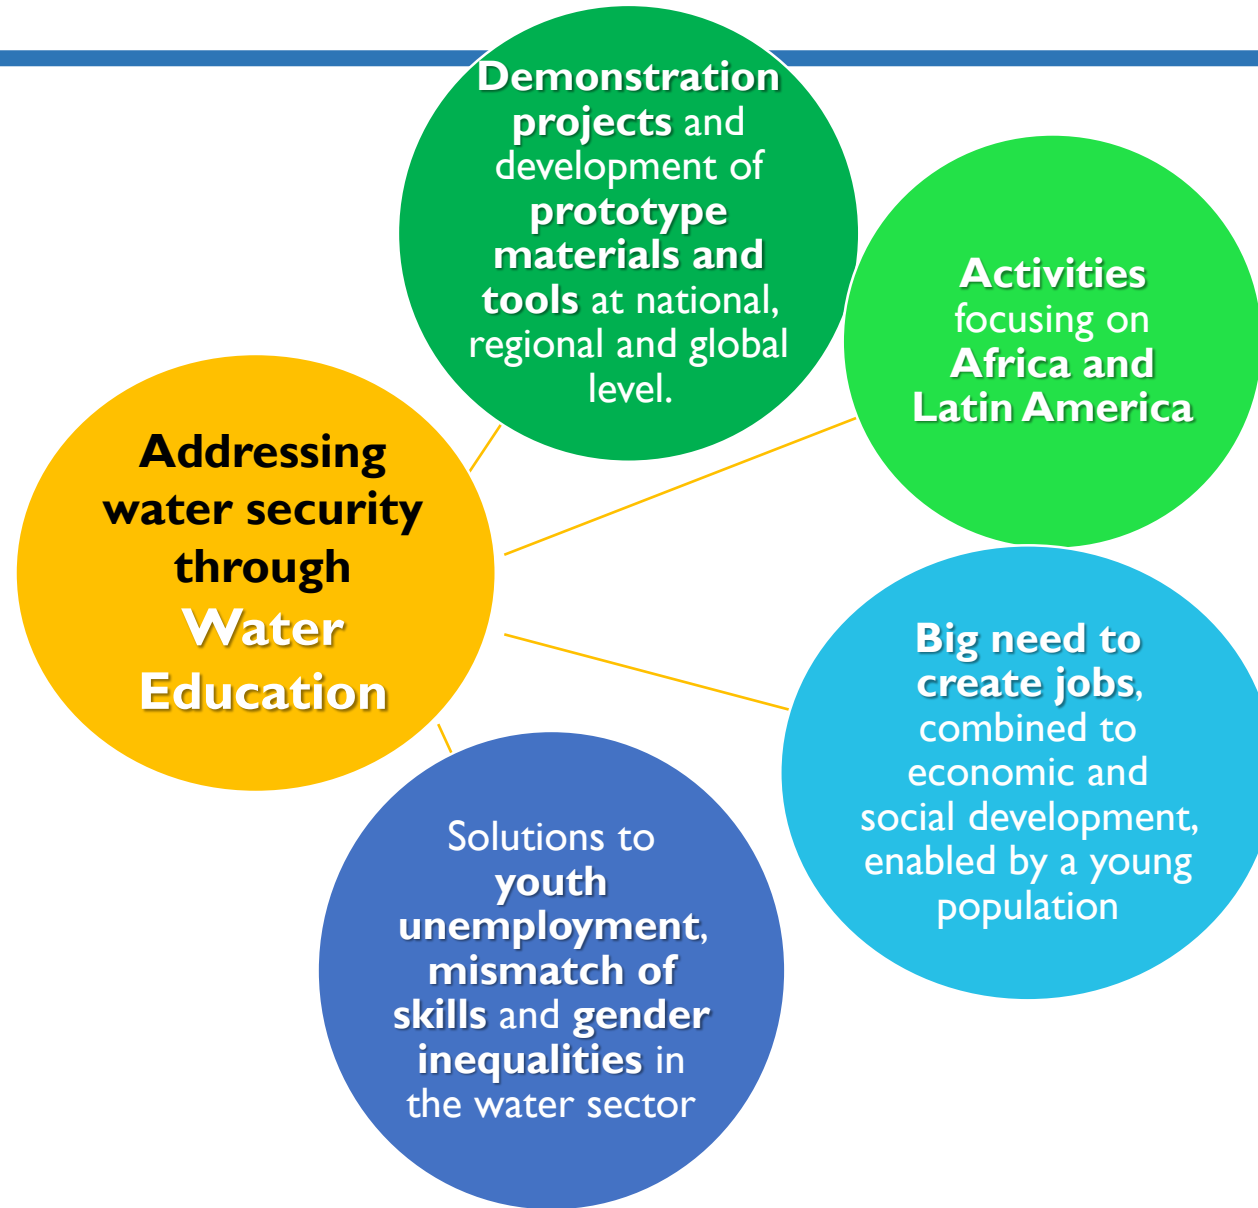 Demonstration
projects and
development of
prototype
materials and
tools at national,
regional and global
level.
Activities
focusing on
Africa and
Latin America
Addressing
water security
through
Water
Education
Big need to
create jobs,
combined to
economic and
social development,
enabled by a young
population
Solutions to
youth
unemployment,
mismatch of
skills and gender
inequalities in
the water sector